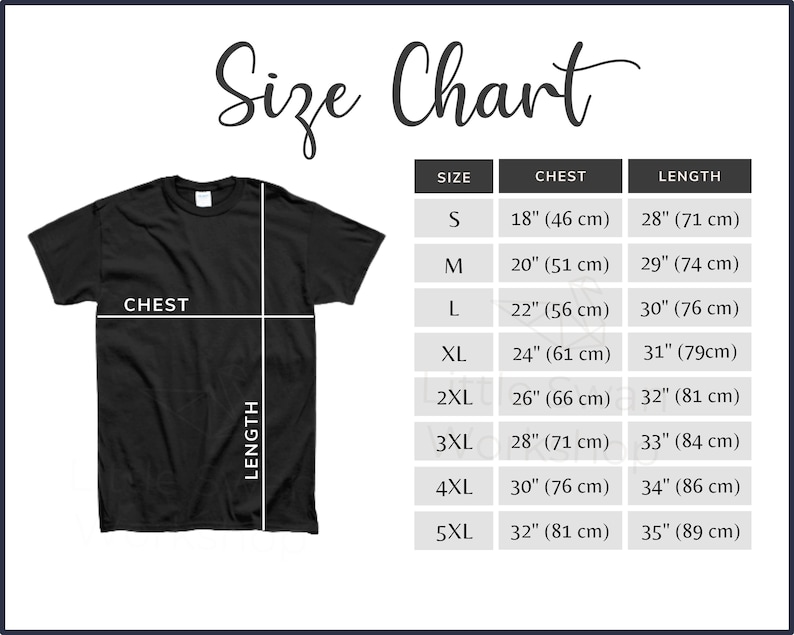 Size Chart
SIZE CHEST LENGTH
S 18" (46 cm) 28" (71 cm)
M 20" (51 cm) 29" (74 cm)
L 22" (56 cm) 30" (76 cm)
XL 24" (61 cm) 31" (79cm)
2XL 26" (66 cm) 32" (81 cm)
3XL 28" (71 cm) 33" (84 cm)
4XL 30" (76 cm) 34" (86 cm)
5XL 32" (81 cm) 35" (89 cm)
CHEST
LENGTH
Little Swan
Workshop
Little S
Workshop